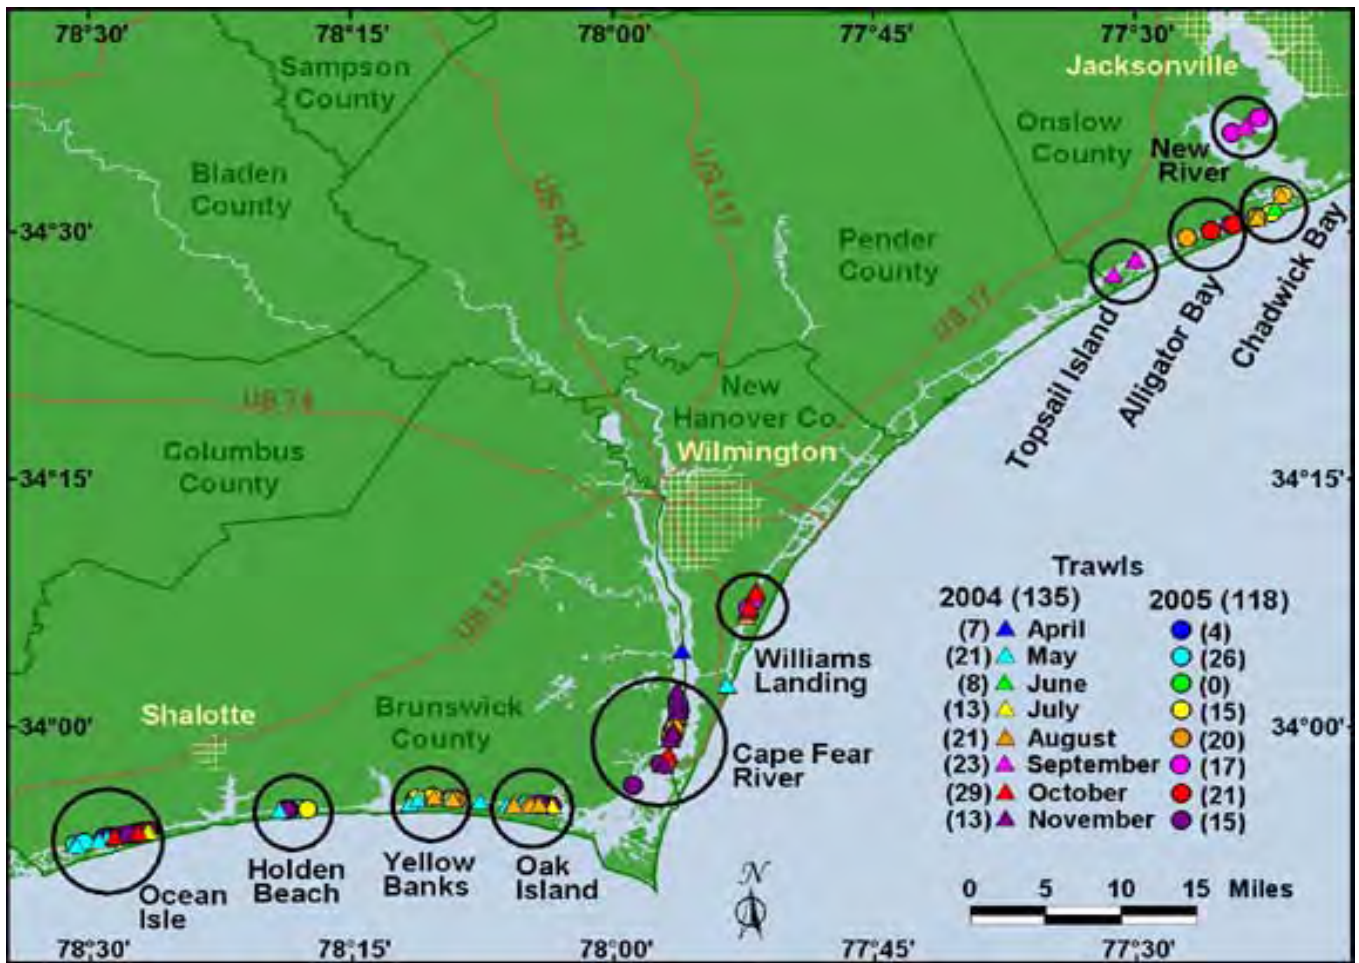 78°30'
78°15'
78°00'
77°45'
77°30'
Sampson
County
Jacksonville
Onslow
County
New
River
Bladen
County
US 421
US 117
34°30'
34°30'
Pender
County
US 17
Topsail Island
Alligator Bay
Chadwick Bay
US 74
New
Hanover Co.
Wilmington
Columbus
County
34°15'
34°15'
US 17
Trawls
2004 (135) 2005 (118)
(7) April (4)
(21) May (26)
(8) June (0)
(13) July (15)
(21) August (20)
(23) September (17)
(29) October (21)
(13) November (15)
Williams
Landing
Shalotte
Brunswick
County
34°00'
34°00'
Cape Fear
River
Ocean
Isle
Holden
Beach
Yellow
Banks
Oak
Island
N
0 5 10 15 Miles
78°30'
78°15'
78°00'
77°45'
77°30'